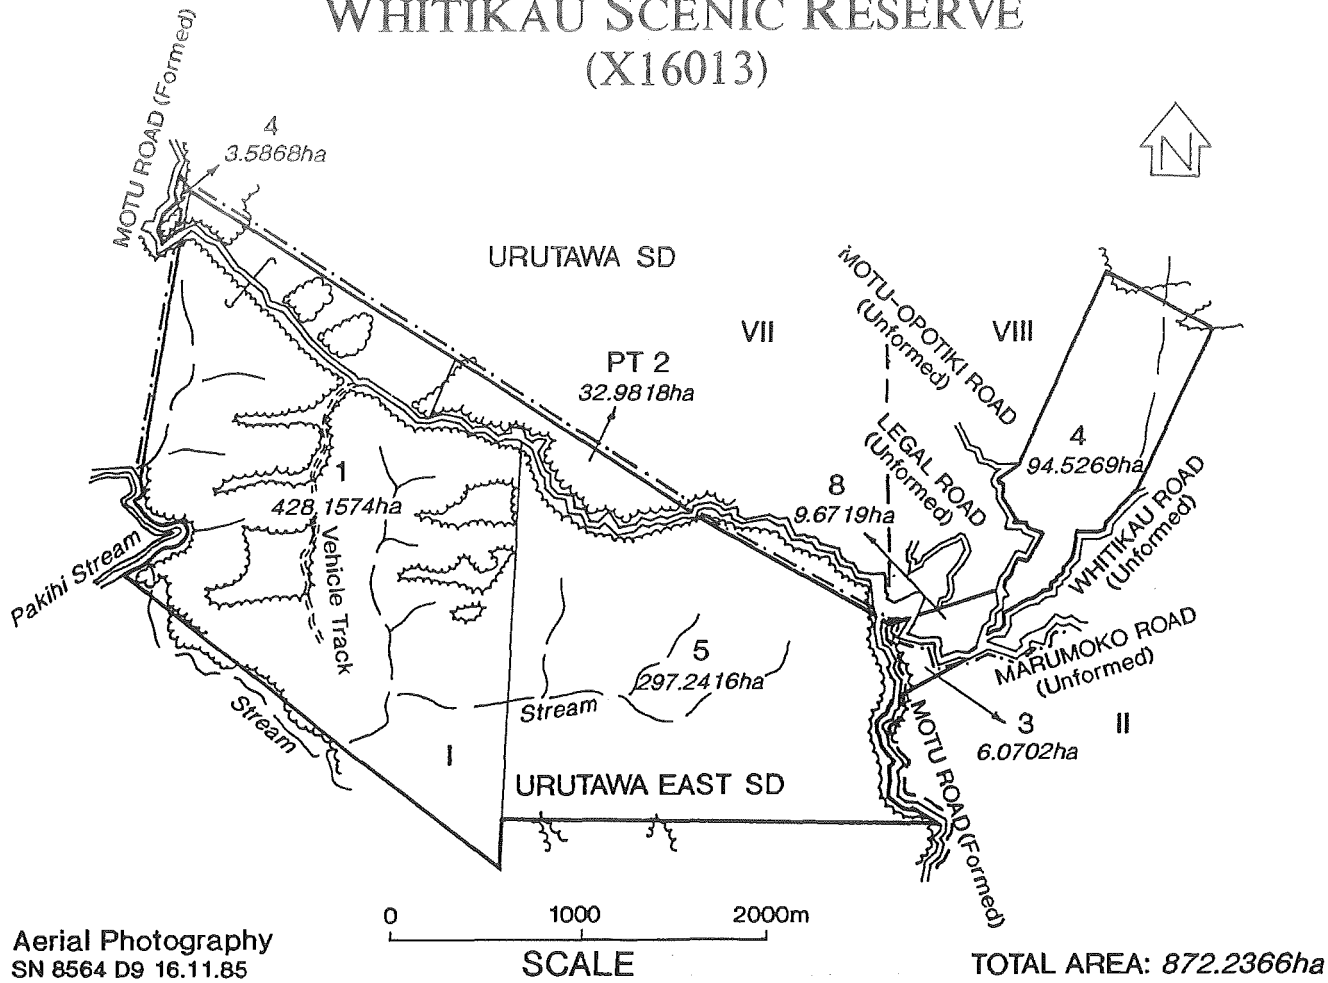 WHITIKAU SCENIC RESERVE
(X16013)
MOTU ROAD (Formed)
4
3.5868ha
N
URUTAWA SD
MOTU-OPOTIKI ROAD
(Unformed)
VII
VIII
PT 2
32.9818ha
LEGAL ROAD
(Unformed)
4
94.5269ha
1
428.1574ha
8
9.6719ha
WHITIKAU ROAD
(Unformed)
Pakihi Stream
Vehicle Track
MARUMOKO ROAD
(Unformed)
5
297.2416ha
Stream
Stream
3
6.0702ha
II
I
MOTU ROAD (Formed)
URUTAWA EAST SD
0 1000 2000m
SCALE
Aerial Photography
SN 8564 D9 16.11.85
TOTAL AREA: 872.2366ha